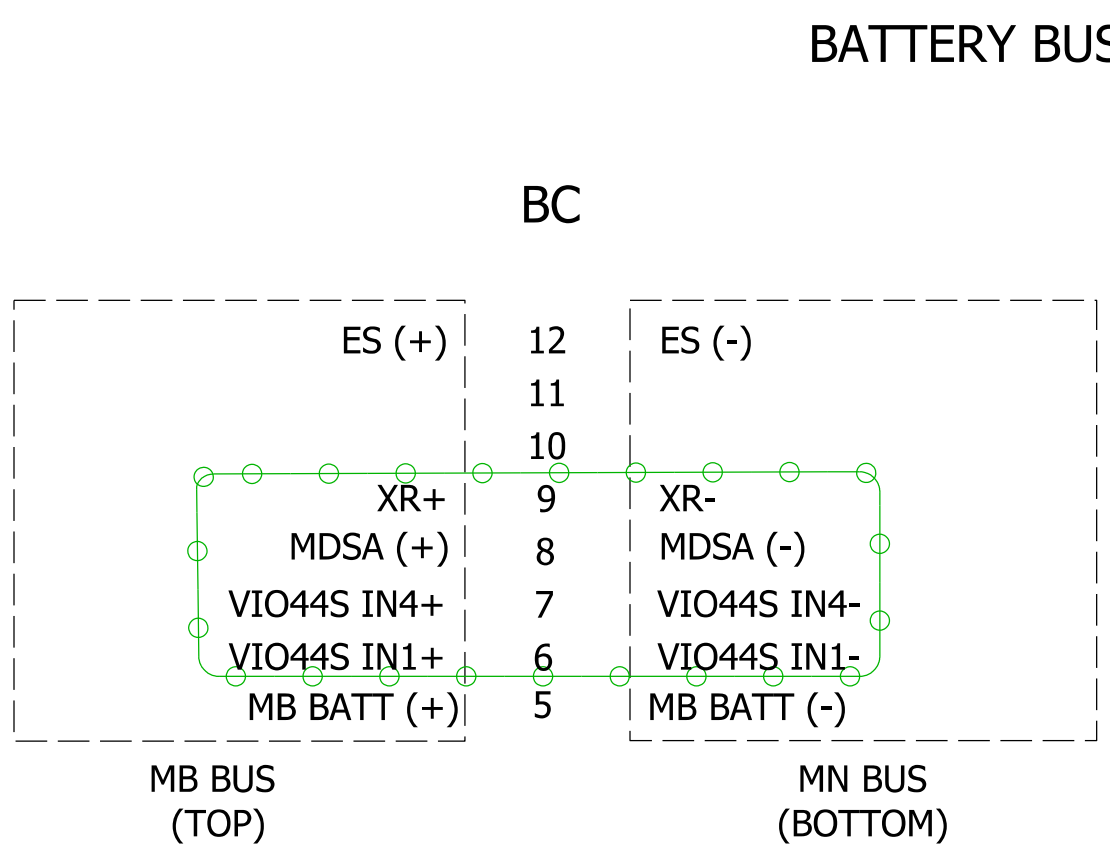 BATTERY BUS
BC
ES (+) 12 ES (-)
11
10
XR+ 9 XR-
MDSA (+) 8 MDSA (-)
VIO44S IN4+ 7 VIO44S IN4-
VIO44S IN1+ 6 VIO44S IN1-
MB BATT (+) 5 MB BATT (-)
MB BUS MN BUS
(TOP) (BOTTOM)